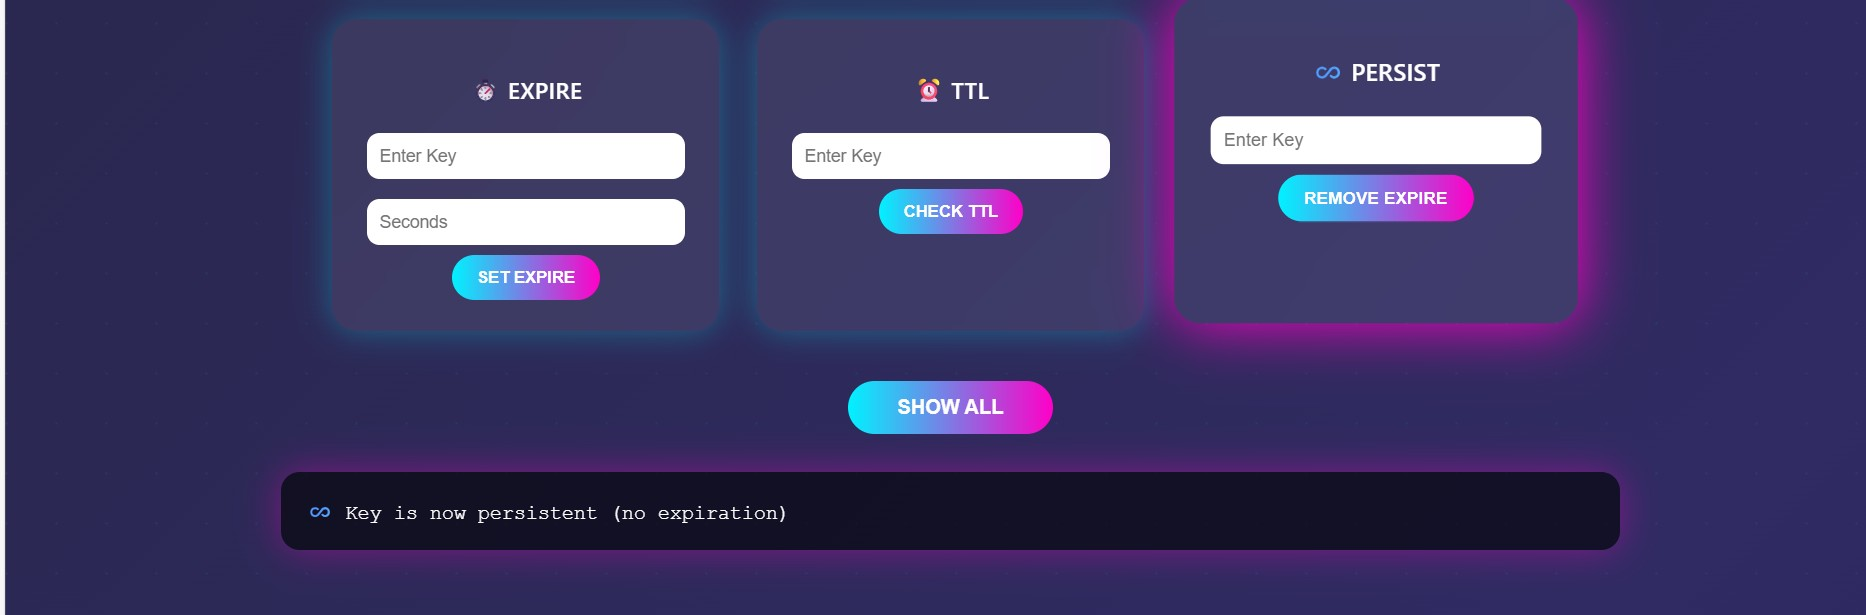 EXPIRE
Enter Key
Seconds
SET EXPIRE
TTL
Enter Key
CHECK TTL
PERSIST
Enter Key
REMOVE EXPIRE
SHOW ALL
∞ Key is now persistent (no expiration)